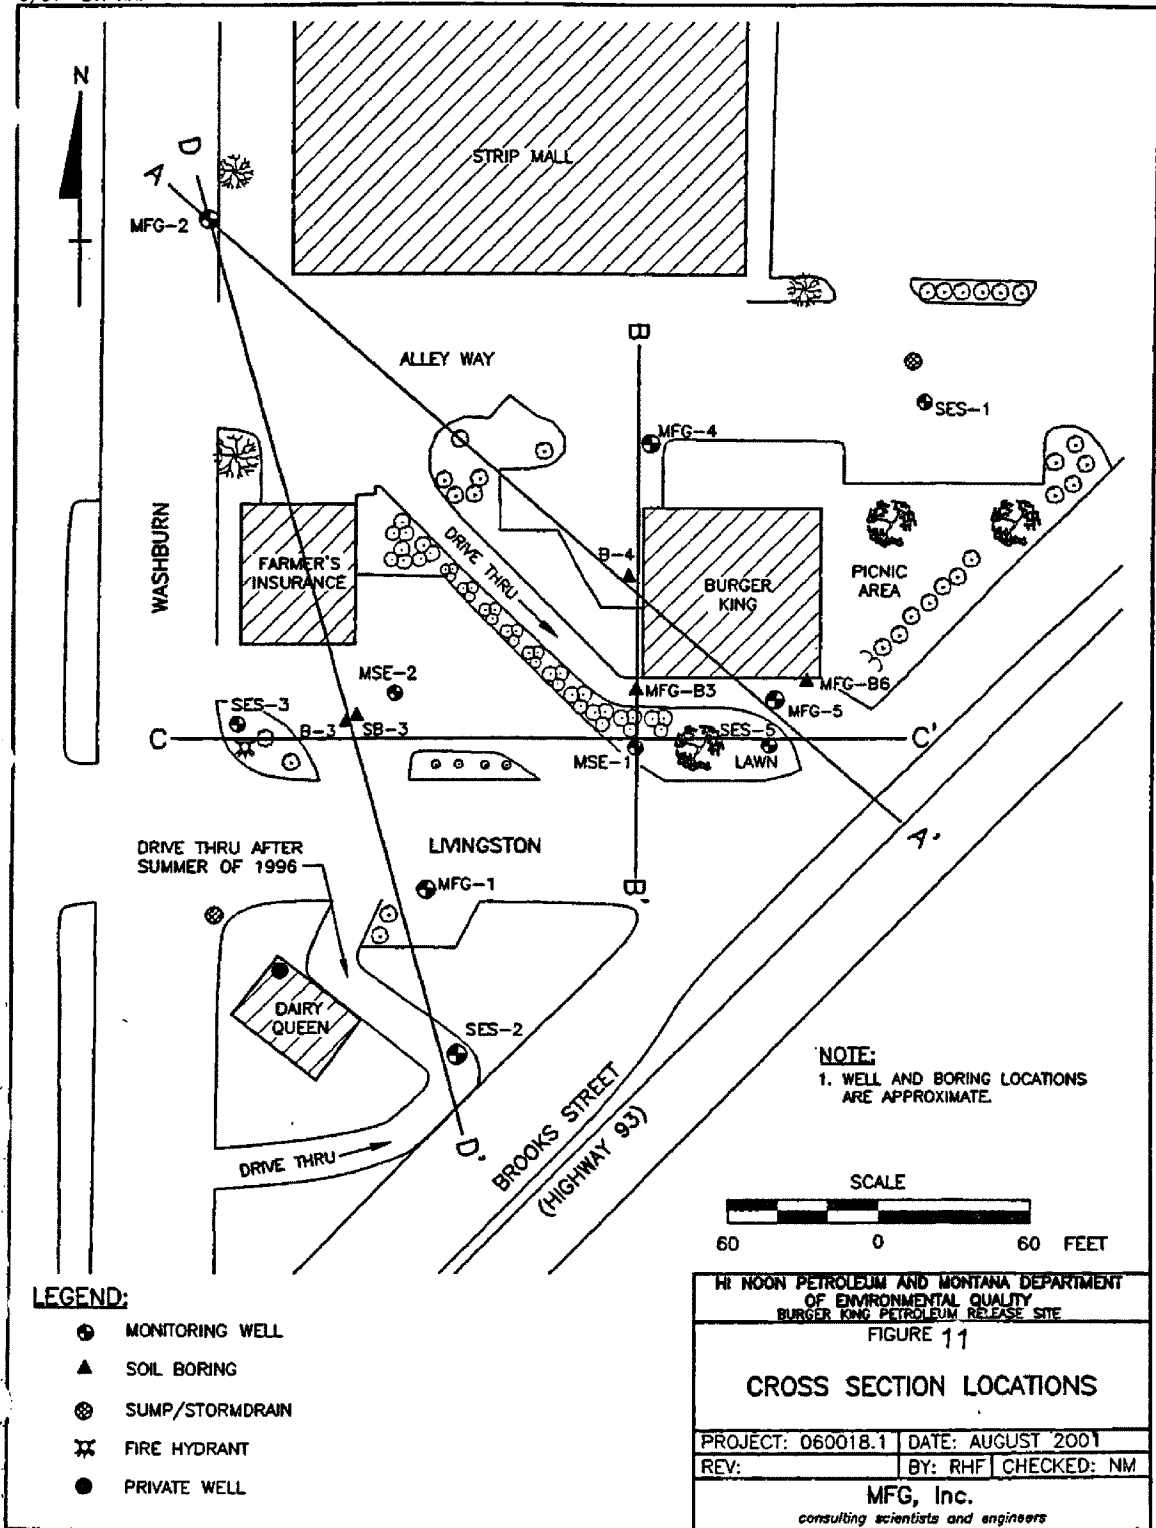 N
D
A
MFG-2
STRIP MALL
B
ALLEY WAY
SES-1
MFG-4
WASHBURN
FARMER'S
INSURANCE
DRIVE THRU
B-4
BURGER
KING
PICNIC
AREA
MSE-2
MFG-B3
MFG-B6
MFG-5
SES-3
B-3
SB-3
SES-5
C
C'
MSE-1
LAWN
A'
DRIVE THRU AFTER
SUMMER OF 1996
LIVINGSTON
MFG-1
B'
DAIRY
QUEEN
SES-2
D'
DRIVE THRU
BROOKS STREET
(HIGHWAY 93)
NOTE:
1. WELL AND BORING LOCATIONS
ARE APPROXIMATE.
SCALE
60 0 60 FEET
LEGEND:
MONITORING WELL
SOIL BORING
SUMP/STORMDRAIN
FIRE HYDRANT
PRIVATE WELL
HI NOON PETROLEUM AND MONTANA DEPARTMENT
OF ENVIRONMENTAL QUALITY
BURGER KING PETROLEUM RELEASE SITE
FIGURE 11
CROSS SECTION LOCATIONS
PROJECT: 060018.1 DATE: AUGUST 2001
REV: BY: RHF CHECKED: NM
MFG, Inc.
consulting scientists and engineers